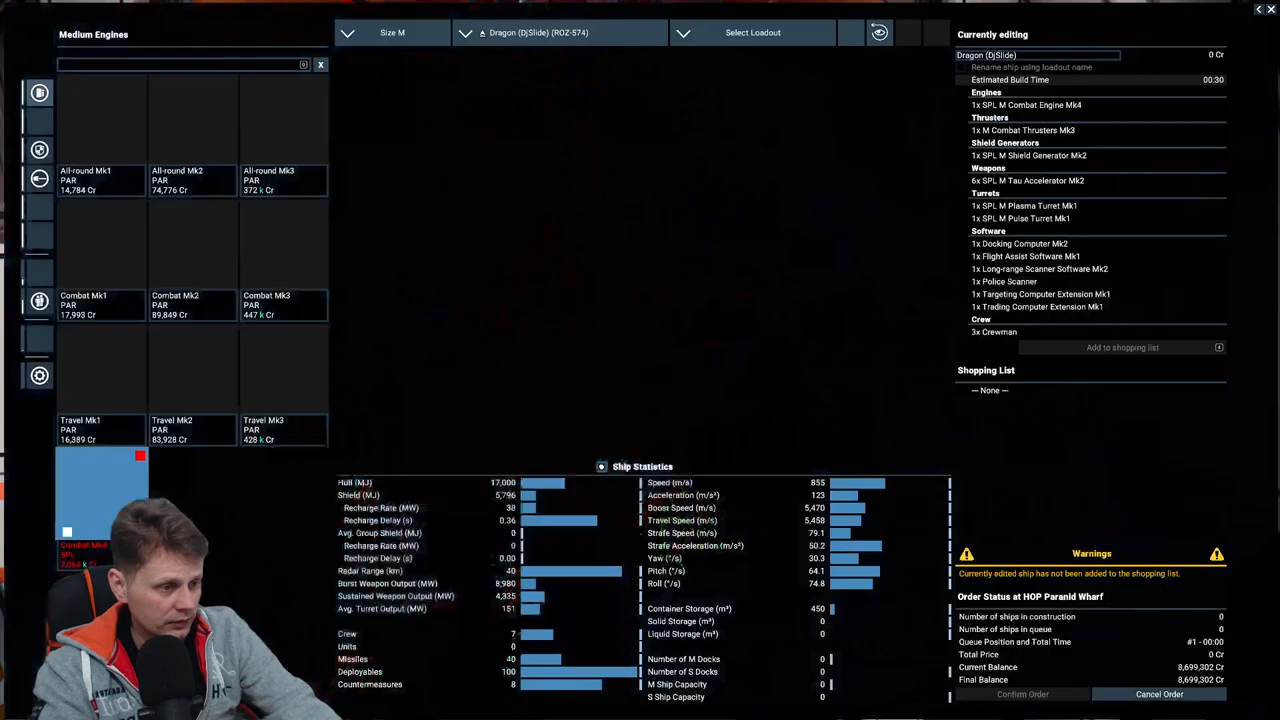 Medium Engines
Size M
Dragon (DjSlide) (ROZ-574)
Select Loadout
X
All-round Mk1
PAR
14,784 Cr
All-round Mk2
PAR
74,776 Cr
All-round Mk3
PAR
372 k Cr
Combat Mk1
PAR
17,993 Cr
Combat Mk2
PAR
89,849 Cr
Combat Mk3
PAR
447 k Cr
Travel Mk1
PAR
16,389 Cr
Travel Mk2
PAR
83,928 Cr
Travel Mk3
PAR
428 k Cr
Combat Mk4
SPL
7,064 k Cr
Ship Statistics
Hull (MJ) 17,000
Shield (MJ) 5,796
Recharge Rate (MW) 38
Recharge Delay (s) 0.36
Avg. Group Shield (MJ) 0
Recharge Rate (MW) 0
Recharge Delay (s) 0.00
Radar Range (km) 40
Burst Weapon Output (MW) 8,980
Sustained Weapon Output (MW) 4,335
Avg. Turret Output (MW) 151
Crew 7
Units 0
Missiles 40
Deployables 100
Countermeasures 8
Speed (m/s) 855
Acceleration (m/s²) 123
Boost Speed (m/s) 5,470
Travel Speed (m/s) 5,458
Strafe Speed (m/s) 79.1
Strafe Acceleration (m/s²) 50.2
Yaw (°/s) 30.3
Pitch (°/s) 64.1
Roll (°/s) 74.8
Container Storage (m³) 450
Solid Storage (m³) 0
Liquid Storage (m³) 0
Number of M Docks 0
Number of S Docks 0
M Ship Capacity 0
S Ship Capacity 0
Currently editing
Dragon (DjSlide) 0 Cr
Rename ship using loadout name
Estimated Build Time 00:30
Engines
1x SPL M Combat Engine Mk4
Thrusters
1x M Combat Thrusters Mk3
Shield Generators
1x SPL M Shield Generator Mk2
Weapons
6x SPL M Tau Accelerator Mk2
Turrets
1x SPL M Plasma Turret Mk1
1x SPL M Pulse Turret Mk1
Software
1x Docking Computer Mk2
1x Flight Assist Software Mk1
1x Long-range Scanner Software Mk2
1x Police Scanner
1x Targeting Computer Extension Mk1
1x Trading Computer Extension Mk1
Crew
3x Crewman
Add to shopping list
Shopping List
— None —
Warnings
Currently edited ship has not been added to the shopping list.
Order Status at HOP Paranid Wharf
Number of ships in construction 0
Number of ships in queue 0
Queue Position and Total Time #1 - 00:00
Total Price 0 Cr
Current Balance 8,699,302 Cr
Final Balance 8,699,302 Cr
Confirm Order
Cancel Order